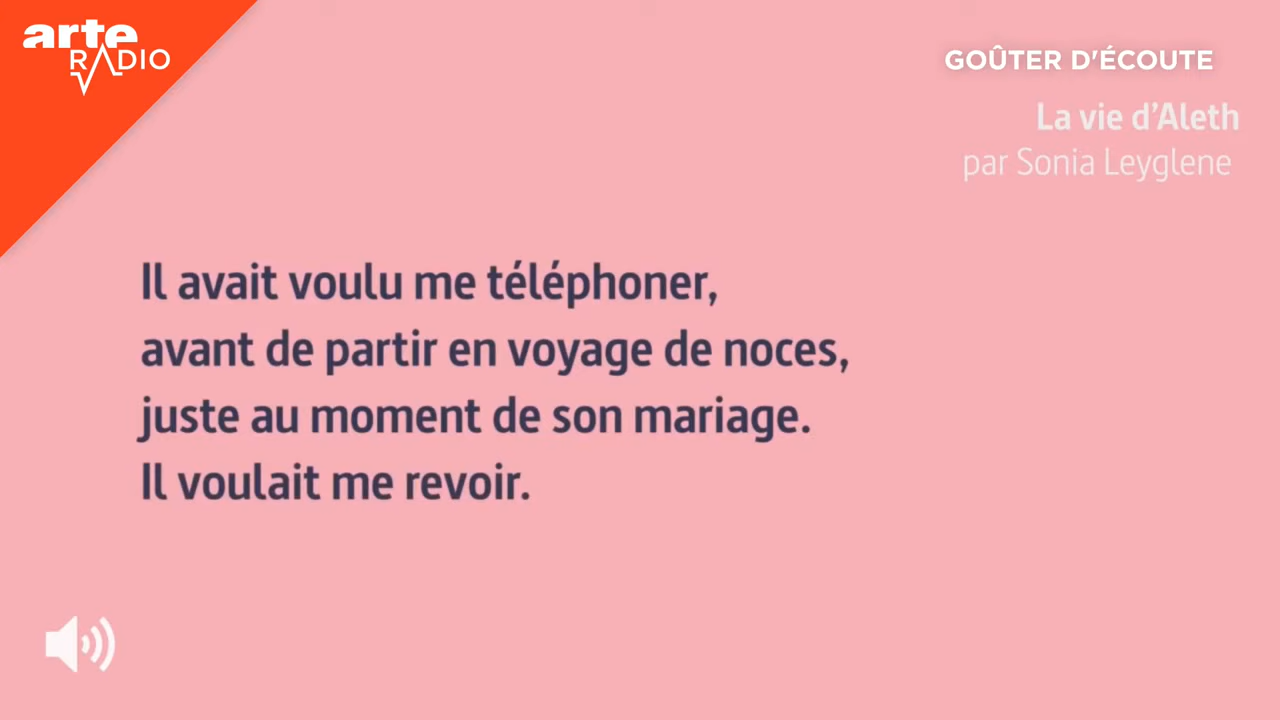 arte
RADIO
GOÛTER D'ÉCOUTE
La vie d’Aleth
par Sonia Leyglene
Il avait voulu me téléphoner,
avant de partir en voyage de noces,
juste au moment de son mariage.
Il voulait me revoir.